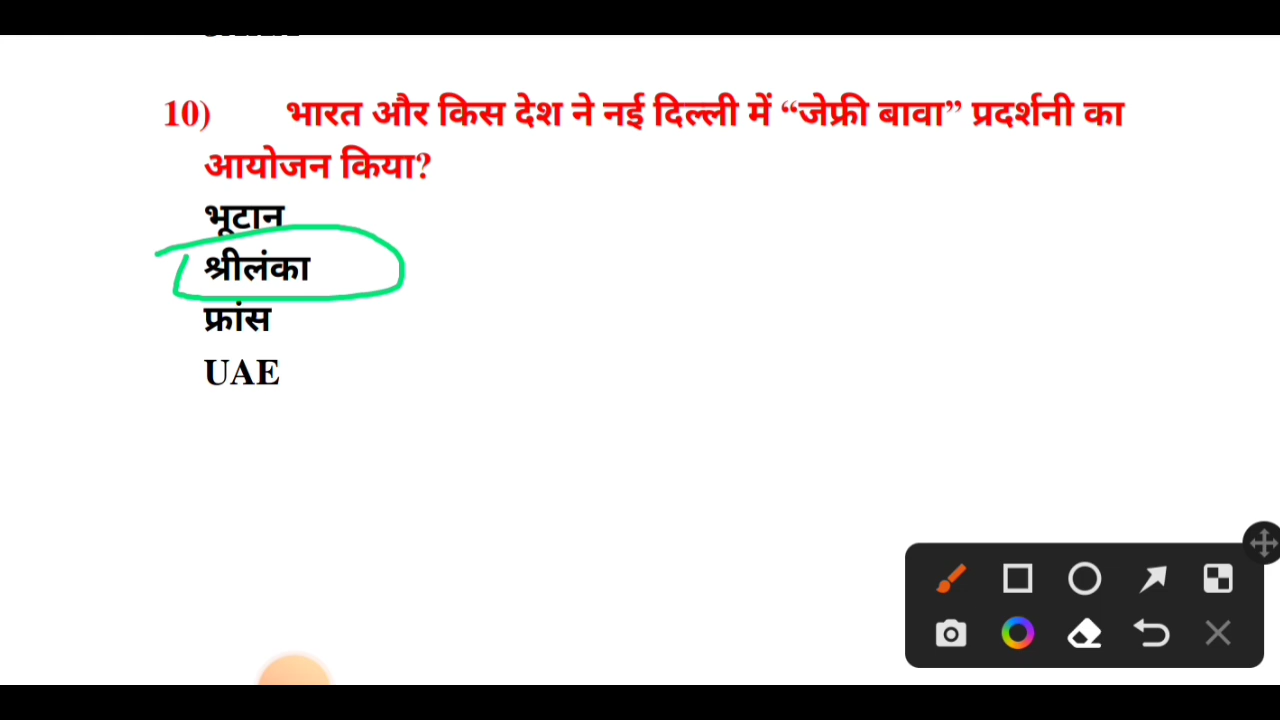 10) भारत और किस देश ने नई दिल्ली में “जेफ्री बावा” प्रदर्शनी का
आयोजन किया?
भूटान
श्रीलंका
फ्रांस
UAE